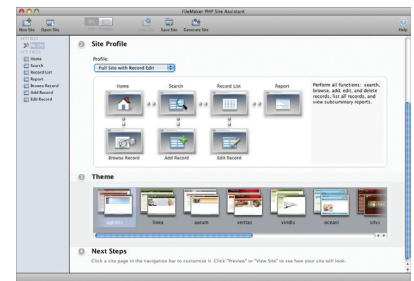 FileMaker PHP Site Assistant
New Site Open Site
Save Site Generate Site
Help
Home
Search
Record List
Report
Browse Record
Add Record
Edit Record
Site Profile
Profile:
Full Site with Record Edit
Home Search Record List Report
Perform all functions: search,
browse, add, edit, and delete
records, list all records, and
view subsummary reports.
Browse Record Add Record Edit Record
Theme
linea aurum veritas viridis oceani
Next Steps
Click a site page in the navigation bar to customize it. Click "Preview" or "View Site" to see how your site will look.